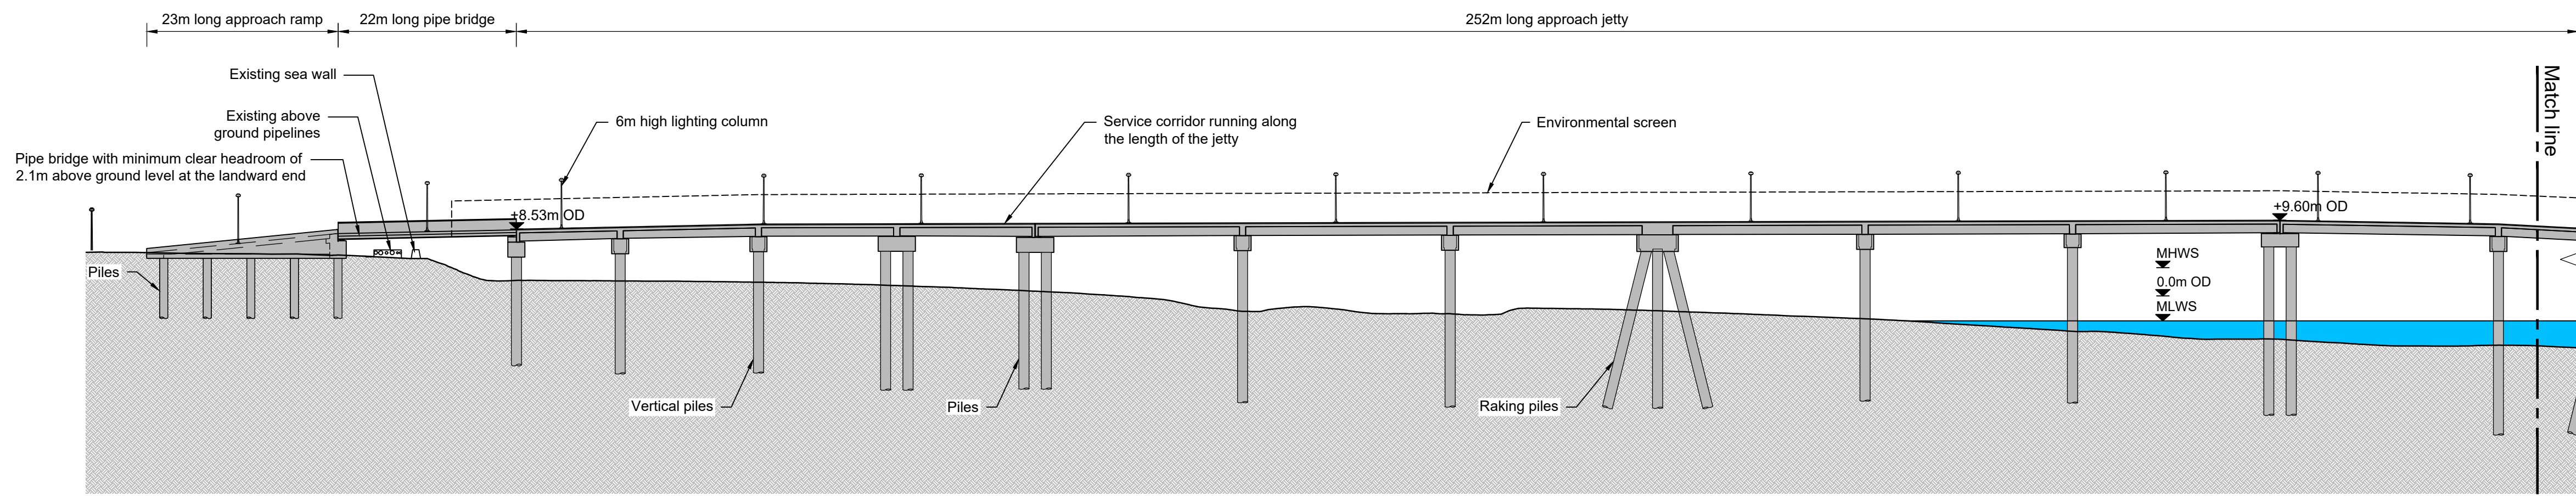 23m long approach ramp
22m long pipe bridge
252m long approach jetty
Existing sea wall
Existing above
ground pipelines
Pipe bridge with minimum clear headroom of
2.1m above ground level at the landward end
6m high lighting column
Service corridor running along
the length of the jetty
Environmental screen
Match line
+8.53m OD
+9.60m OD
MHWS
0.0m OD
MLWS
Piles
Vertical piles
Piles
Raking piles